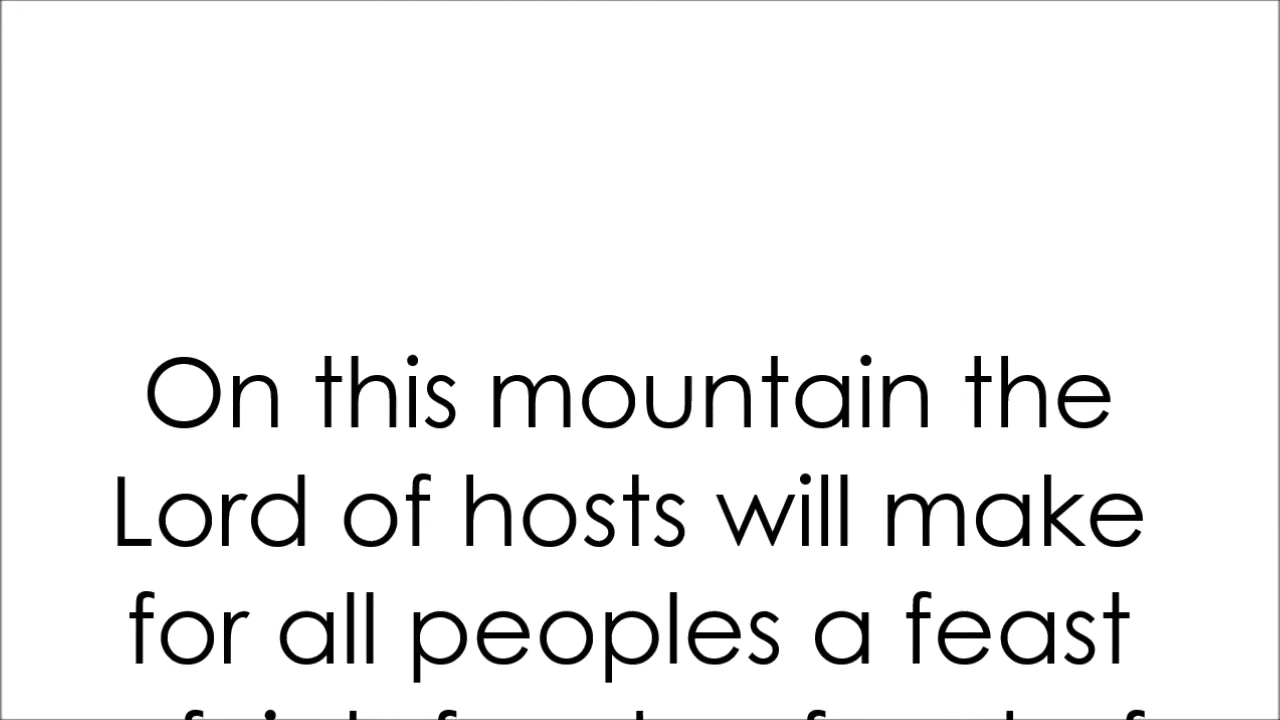 On this mountain the
Lord of hosts will make
for all peoples a feast